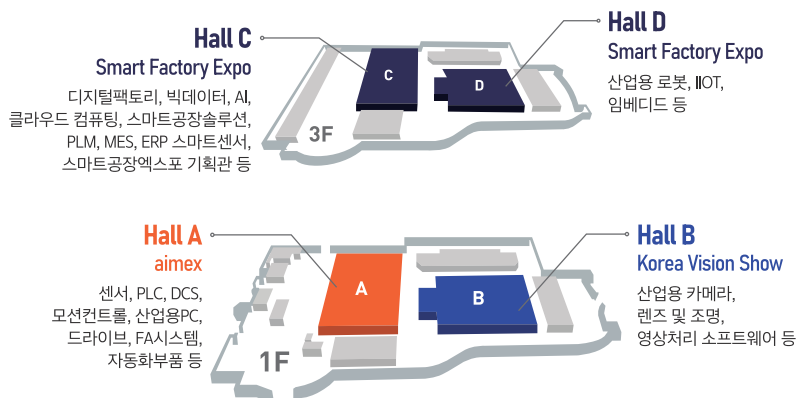 Hall C
Smart Factory Expo
디지털팩토리, 빅데이터, AI,
클라우드 컴퓨팅, 스마트공장솔루션,
PLM, MES, ERP 스마트센서,
스마트공장엑스포 기획관 등
C
D
3F
Hall D
Smart Factory Expo
산업용 로봇, IIOT,
임베디드 등
Hall A
aimex
센서, PLC, DCS,
모션컨트롤, 산업용PC,
드라이브, FA시스템,
자동화부품 등
A
B
1F
Hall B
Korea Vision Show
산업용 카메라,
렌즈 및 조명,
영상처리 소프트웨어 등